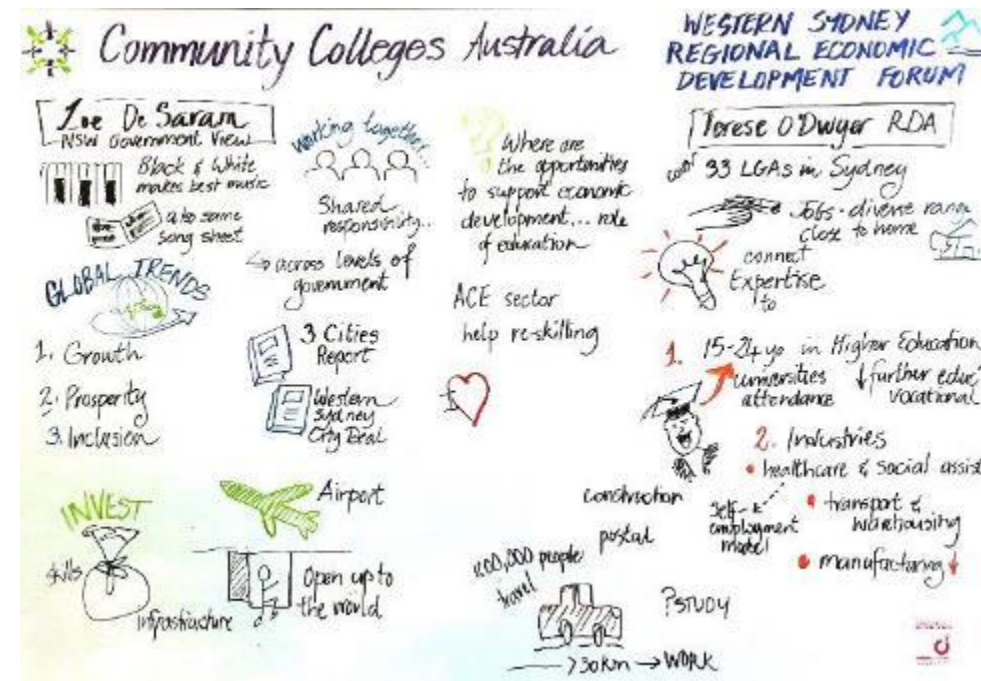 Community Colleges Australia
WESTERN SYDNEY
REGIONAL ECONOMIC
DEVELOPMENT FORUM
Zoe De Saram
NSW Government View
Black & White
makes best music
also same
song sheet
GLOBAL TRENDS
1. Growth
2. Prosperity
3. Inclusion
INVEST
skills
infrastructure
Working together...
Shared
responsibility...
across levels of
government
3 Cities
Report
Western
Sydney
City Deal
Airport
Open up to
the world
Where are
the opportunities
to support economic
development... role
of education
ACE sector
help re-skilling
Terese O'Dwyer RDA
33 LGAs in Sydney
Jobs - diverse range
close to home
connect
Expertise
to
1. 15-24 yo in Higher Education
universities
attendance
↓ further educ'
vocational
2. Industries
• healthcare & social assist
• transport &
warehousing
• manufacturing ↓
self-
employment
model
construction
postal
200,000 people
travel
>30km → WORK
?STUDY